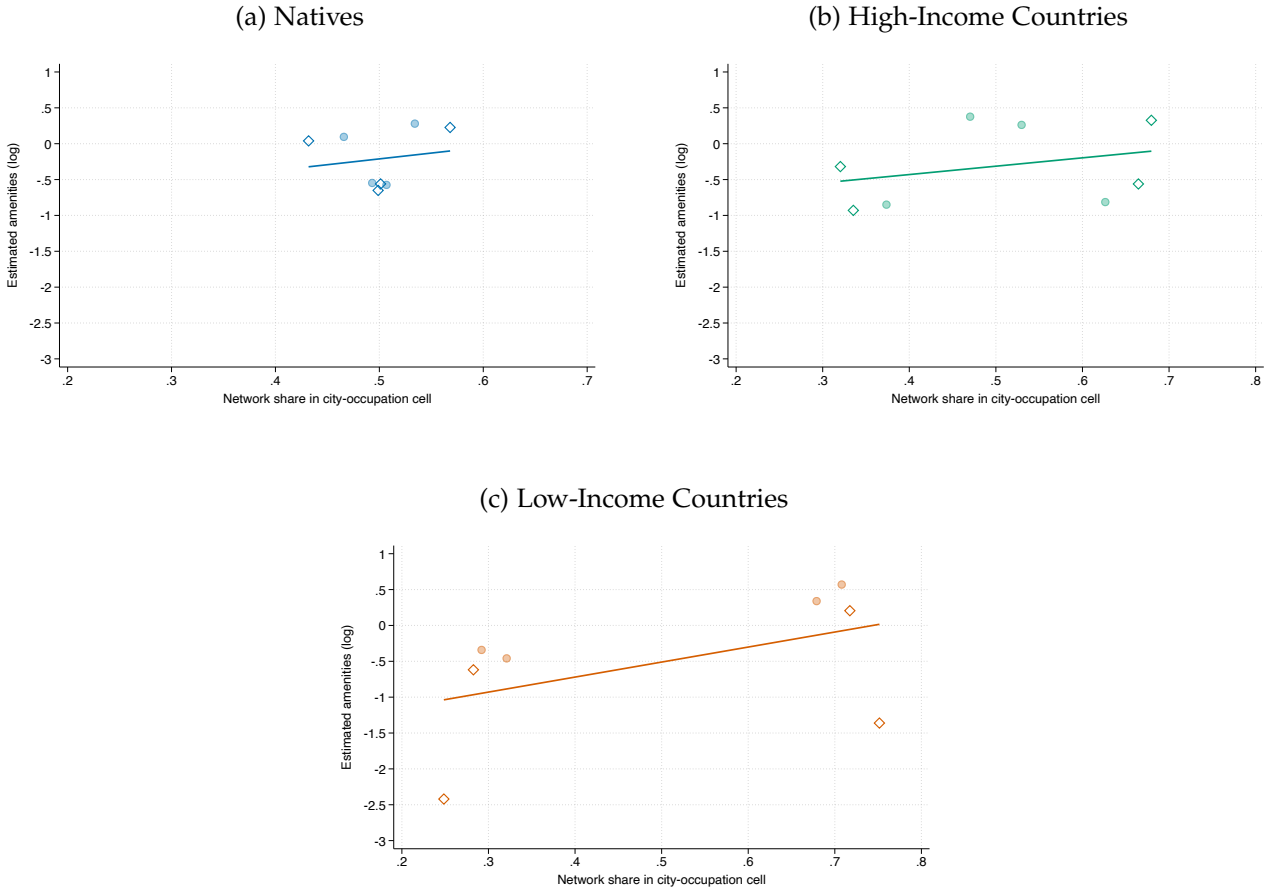 (a) Natives
(b) High-Income Countries
1
.5
0
-.5
-1
-1.5
-2
-2.5
-3
Estimated amenities (log)
.2 .3 .4 .5 .6 .7
Network share in city-occupation cell
1
.5
0
-.5
-1
-1.5
-2
-2.5
-3
Estimated amenities (log)
.2 .3 .4 .5 .6 .7 .8
Network share in city-occupation cell
(c) Low-Income Countries
1
.5
0
-.5
-1
-1.5
-2
-2.5
-3
Estimated amenities (log)
.2 .3 .4 .5 .6 .7 .8
Network share in city-occupation cell